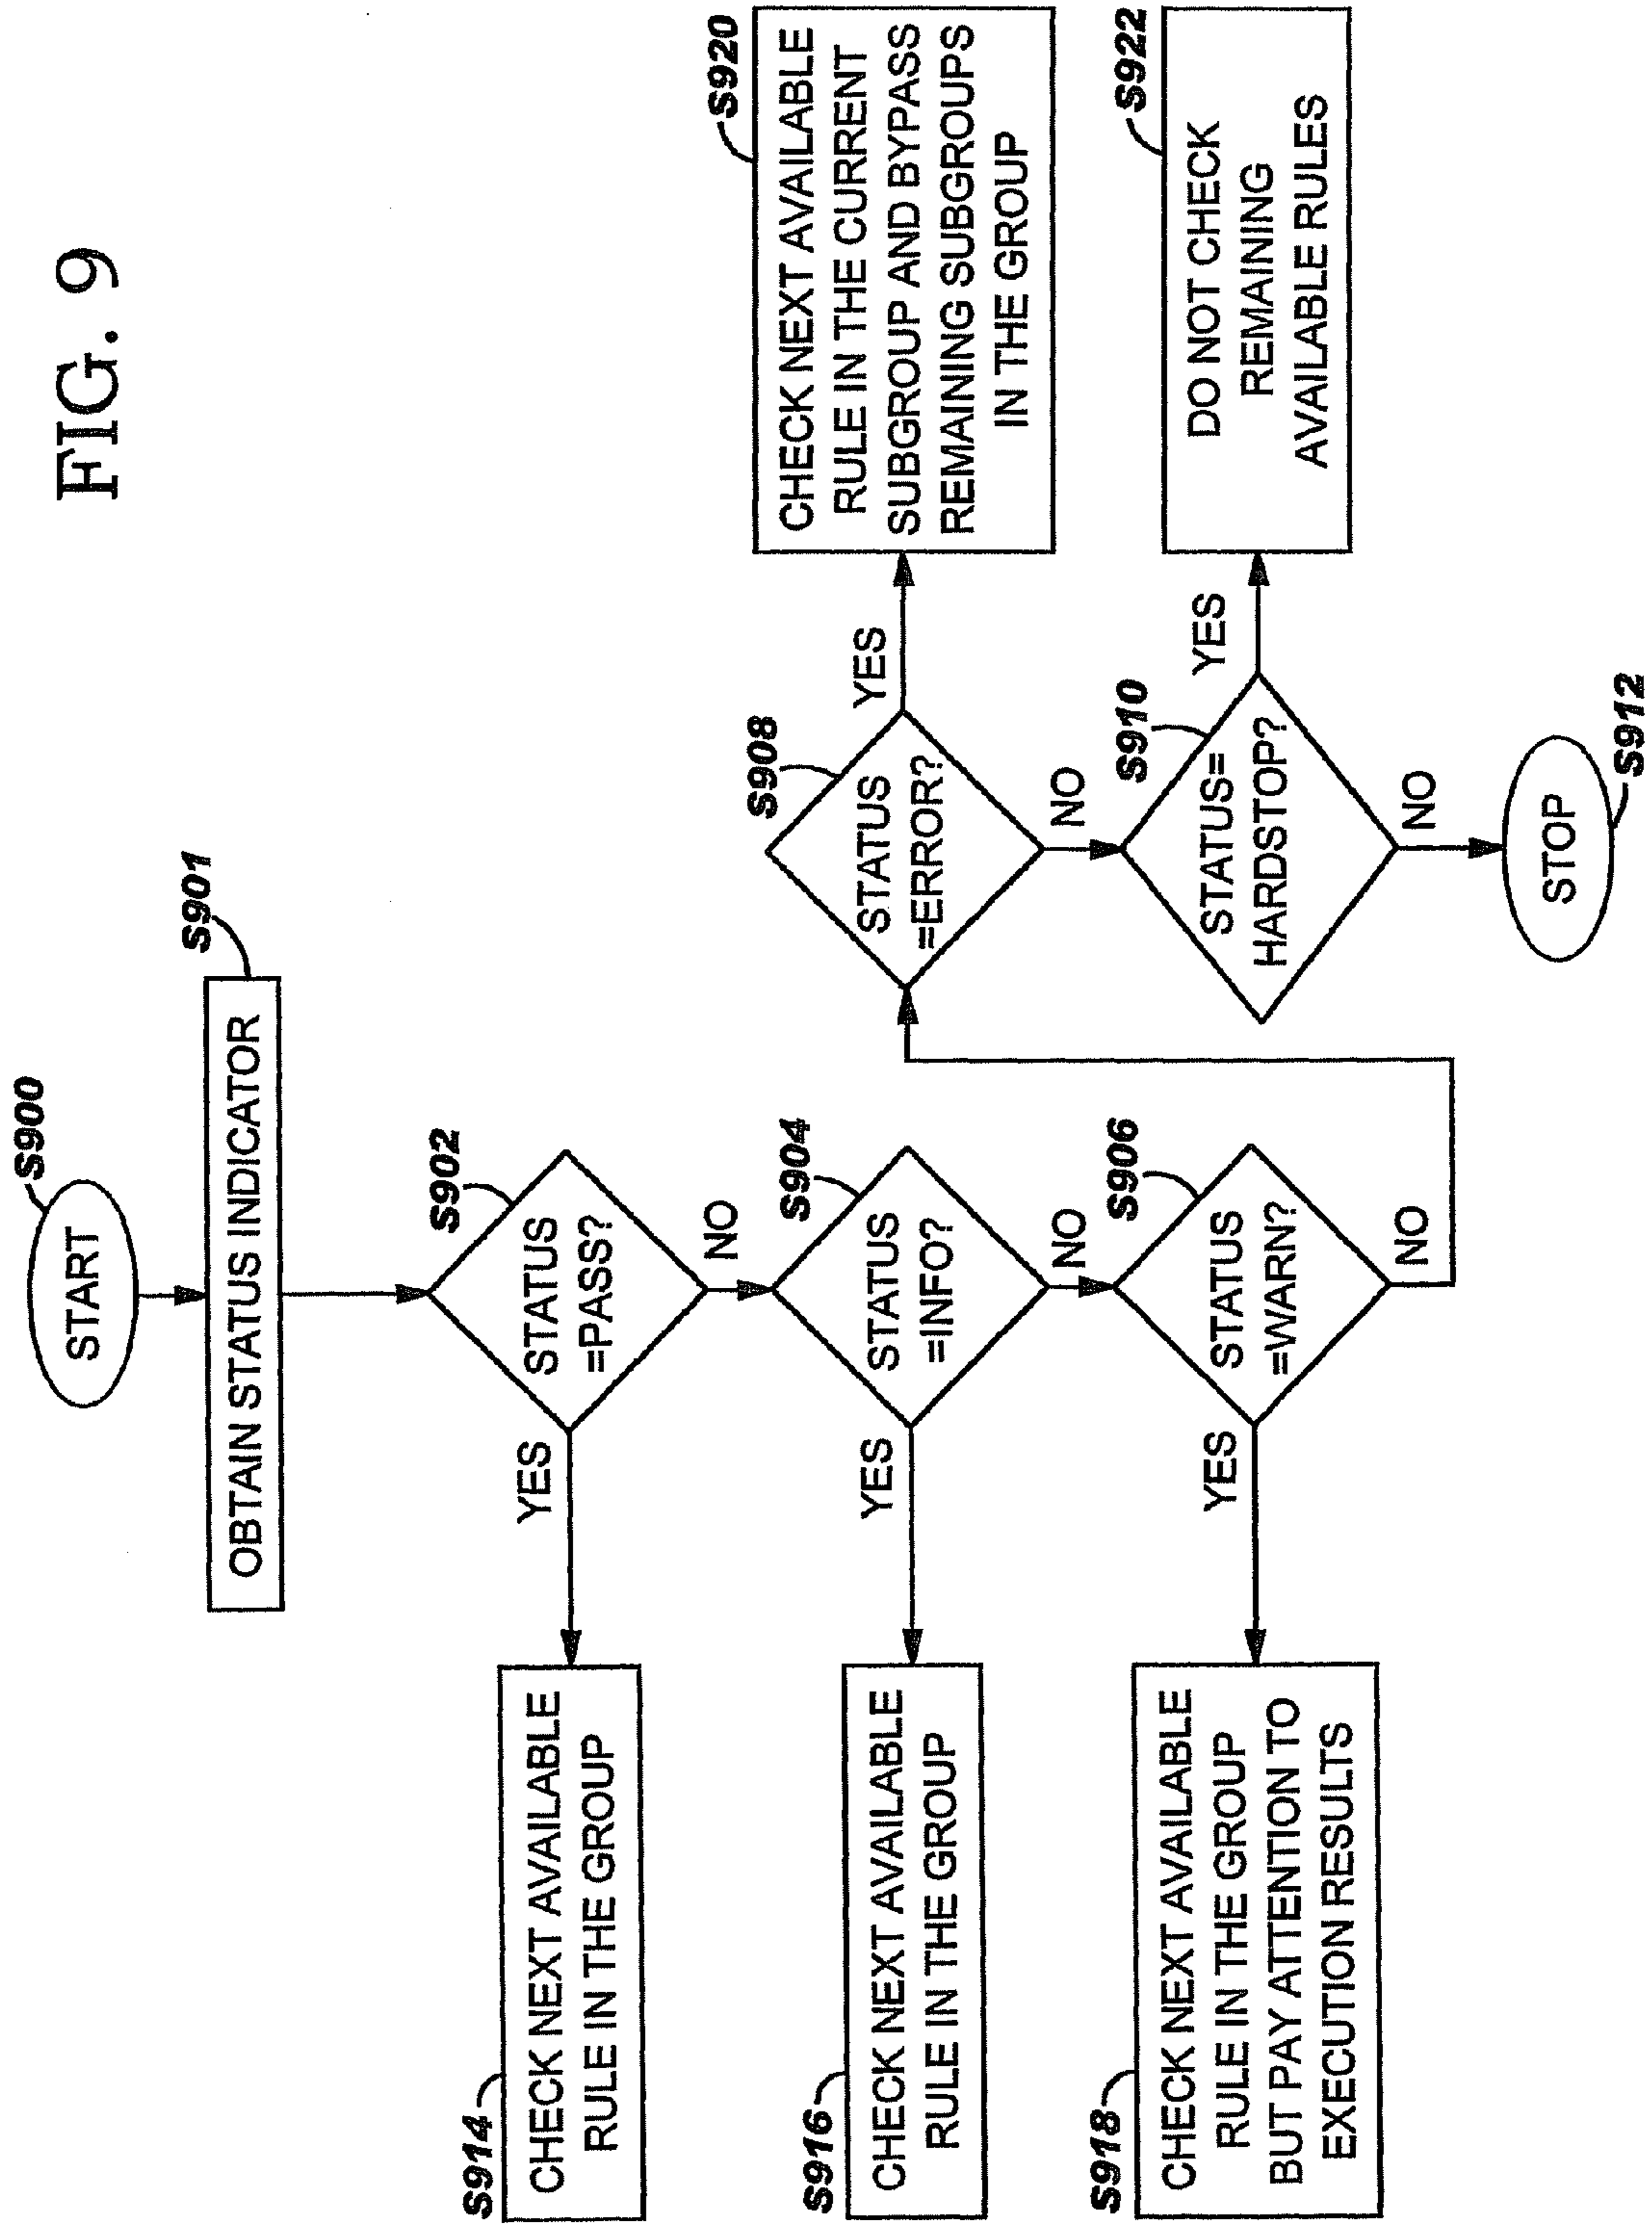 FIG. 9
START
S900
OBTAIN STATUS INDICATOR
S901
STATUS
=PASS?
S902
YES
NO
CHECK NEXT AVAILABLE
RULE IN THE GROUP
S914
STATUS
=INFO?
S904
YES
NO
CHECK NEXT AVAILABLE
RULE IN THE GROUP
S916
STATUS
=WARN?
S906
YES
NO
CHECK NEXT AVAILABLE
RULE IN THE GROUP
BUT PAY ATTENTION TO
EXECUTION RESULTS
S918
STATUS
=ERROR?
S908
YES
NO
CHECK NEXT AVAILABLE
RULE IN THE CURRENT
SUBGROUP AND BYPASS
REMAINING SUBGROUPS
IN THE GROUP
S920
STATUS=
HARDSTOP?
S910
YES
NO
DO NOT CHECK
REMAINING
AVAILABLE RULES
S922
STOP
S912